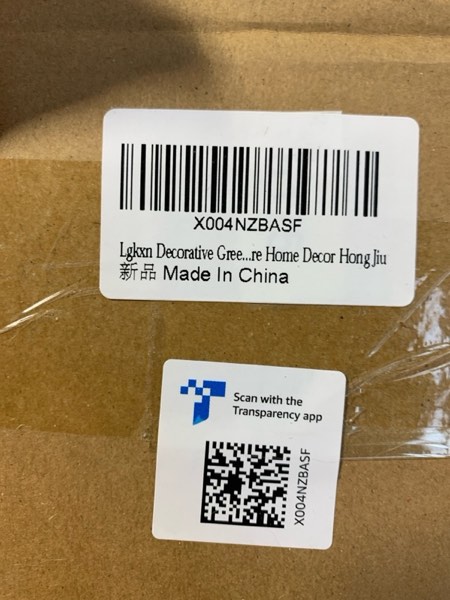 X004NZBASF
Lgkxn Decorative Gree...re Home Decor Hong Jiu
新品 Made In China
Scan with the
Transparency app
X004NZBASF